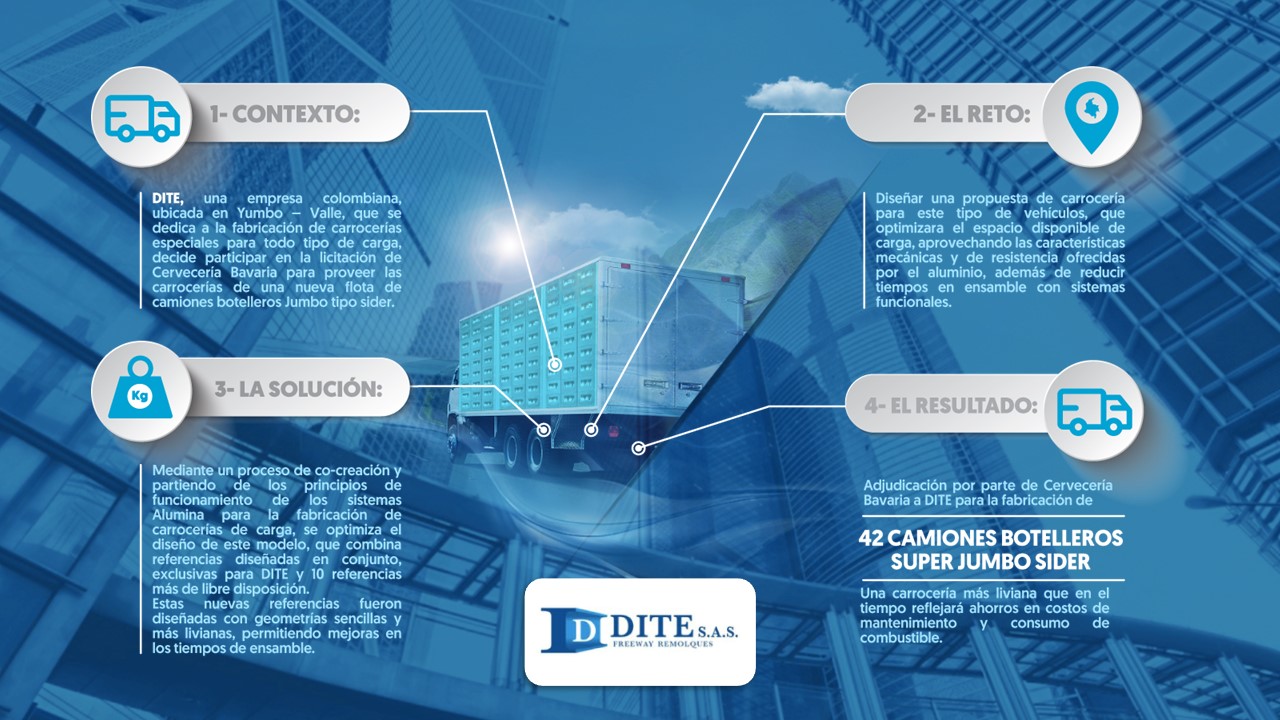 1- CONTEXTO:
DITE, una empresa colombiana,
ubicada en Yumbo – Valle, que se
dedica a la fabricación de carrocerías
especiales para todo tipo de carga,
decide participar en la licitación de
Cervecería Bavaria para proveer las
carrocerías de una nueva flota de
camiones botelleros Jumbo tipo sider.
2- EL RETO:
Diseñar una propuesta de carrocería
para este tipo de vehículos, que
optimizara el espacio disponible de
carga, aprovechando las características
mecánicas y de resistencia ofrecidas
por el aluminio, además de reducir
tiempos en ensamble con sistemas
funcionales.
Kg
3- LA SOLUCIÓN:
Mediante un proceso de co-creación y
partiendo de los principios de
funcionamiento de los sistemas
Alumina para la fabricación de
carrocerías de carga, se optimiza el
diseño de este modelo, que combina
referencias diseñadas en conjunto,
exclusivas para DITE y 10 referencias
más de libre disposición.
Estas nuevas referencias fueron
diseñadas con geometrías sencillas y
más livianas, permitiendo mejoras en
los tiempos de ensamble.
4- EL RESULTADO:
Adjudicación por parte de Cervecería
Bavaria a DITE para la fabricación de
42 CAMIONES BOTELLEROS
SUPER JUMBO SIDER
Una carrocería más liviana que en el
tiempo reflejará ahorros en costos de
mantenimiento y consumo de
combustible.
D DITE S.A.S.
FREEWAY REMOLQUES